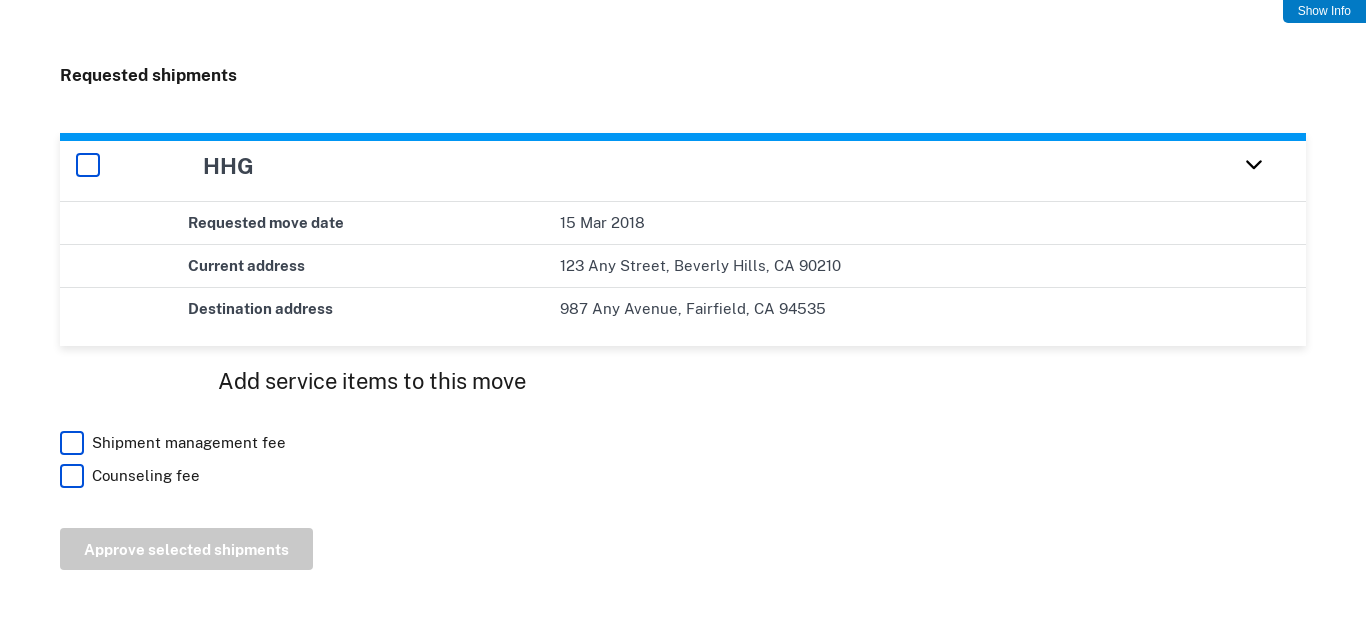 Show Info
Requested shipments
HHG
Requested move date 15 Mar 2018
Current address 123 Any Street, Beverly Hills, CA 90210
Destination address 987 Any Avenue, Fairfield, CA 94535
Add service items to this move
Shipment management fee
Counseling fee
Approve selected shipments